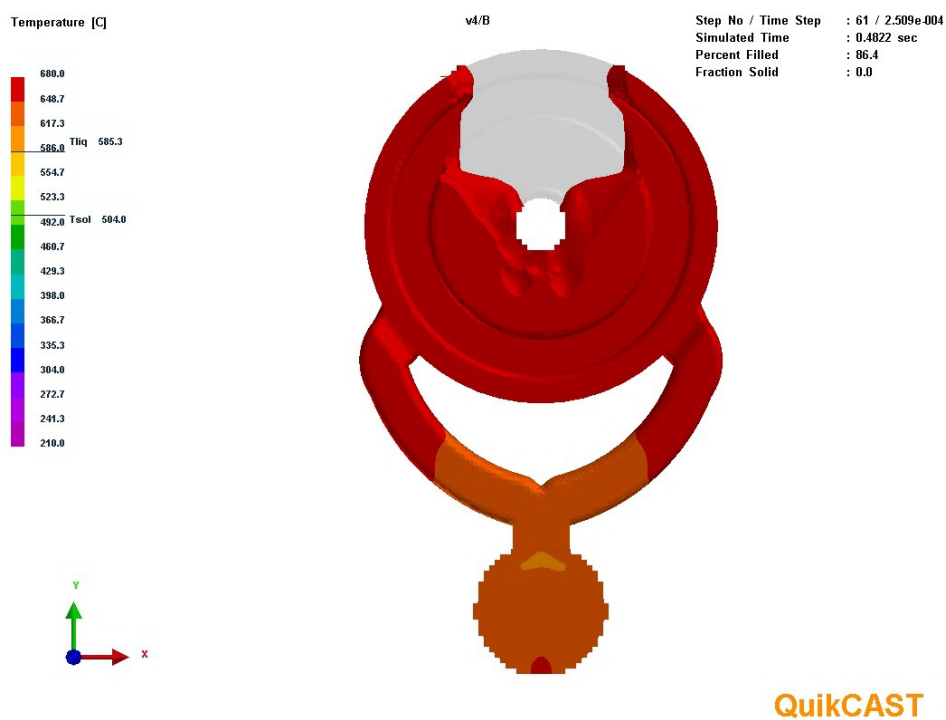 Temperature [C]
v4/B
Step No / Time Step : 61 / 2.509e-004
Simulated Time : 0.4822 sec
Percent Filled : 86.4
Fraction Solid : 0.0
680.0
648.7
617.3
586.0
Tliq 585.3
554.7
523.3
492.0
Tsol 504.0
460.7
429.3
398.0
366.7
335.3
304.0
272.7
241.3
210.0
Y
X
QuikCAST